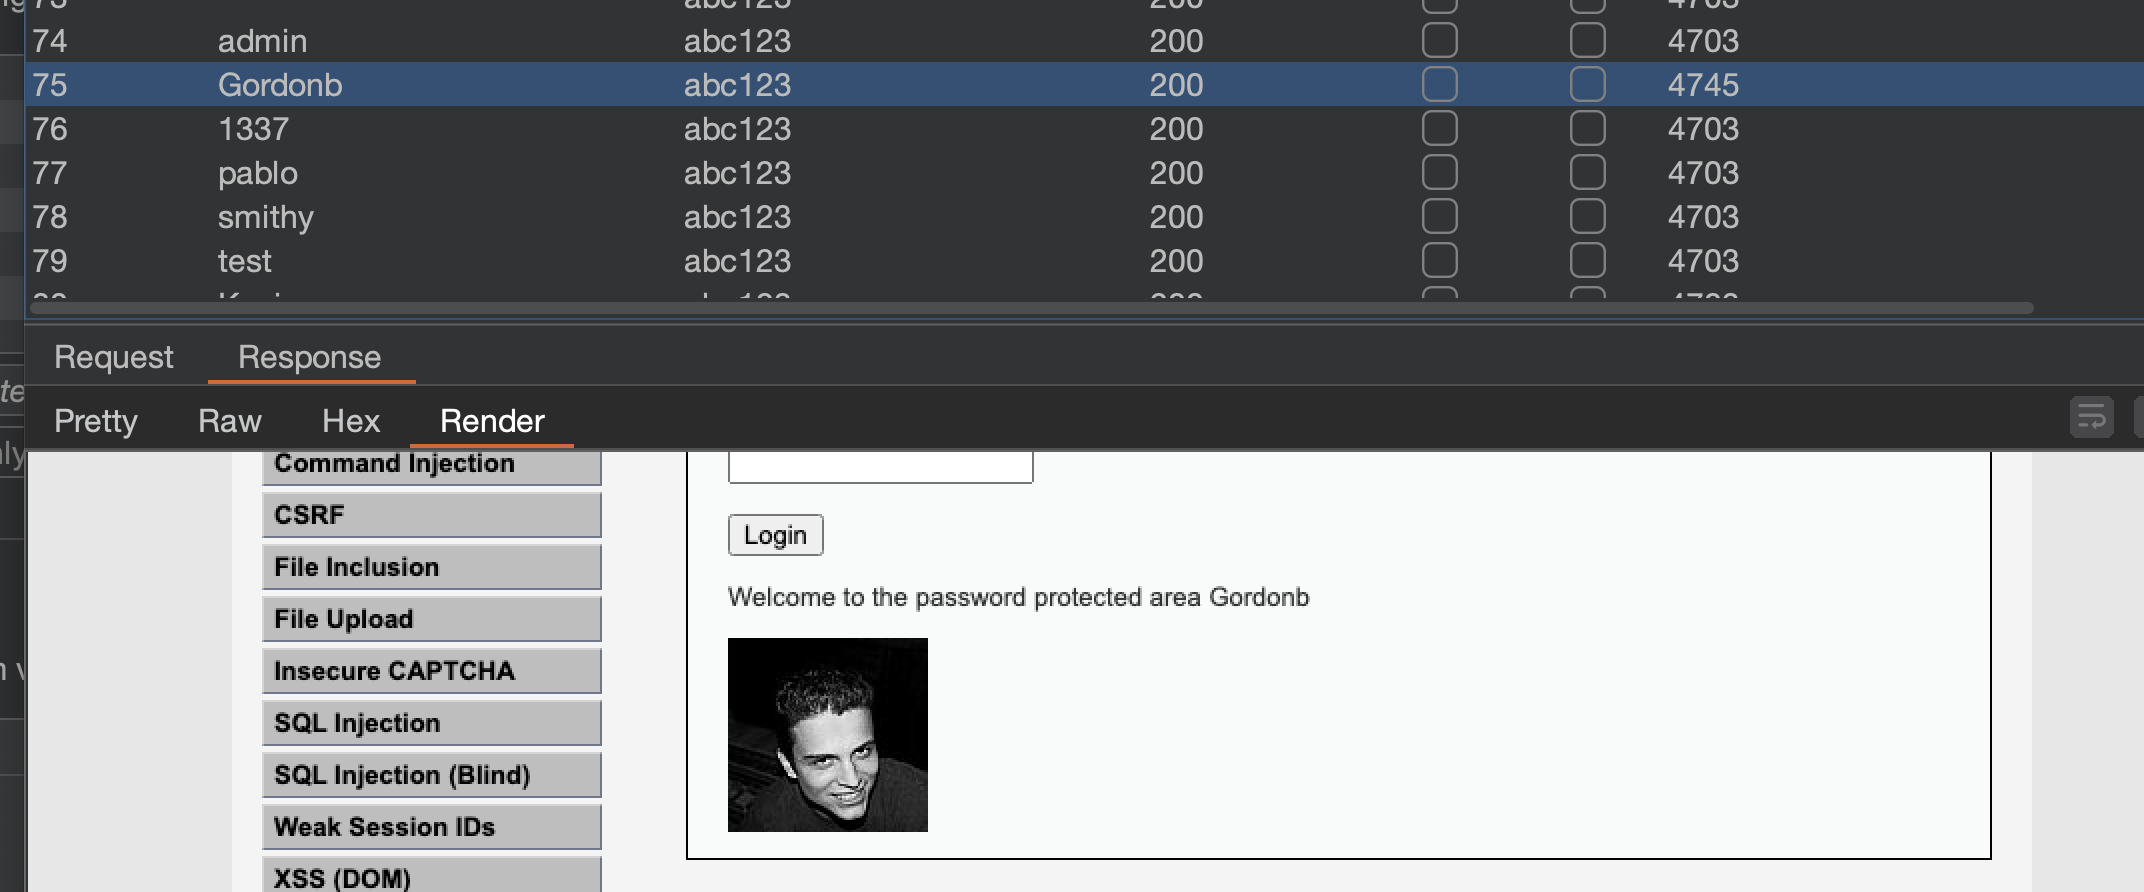 abc123 200 4703
74 admin abc123 200 4703
75 Gordonb abc123 200 4745
76 1337 abc123 200 4703
77 pablo abc123 200 4703
78 smithy abc123 200 4703
79 test abc123 200 4703
Request Response
Pretty Raw Hex Render
Command Injection
CSRF
File Inclusion
File Upload
Insecure CAPTCHA
SQL Injection
SQL Injection (Blind)
Weak Session IDs
XSS (DOM)
Login
Welcome to the password protected area Gordonb